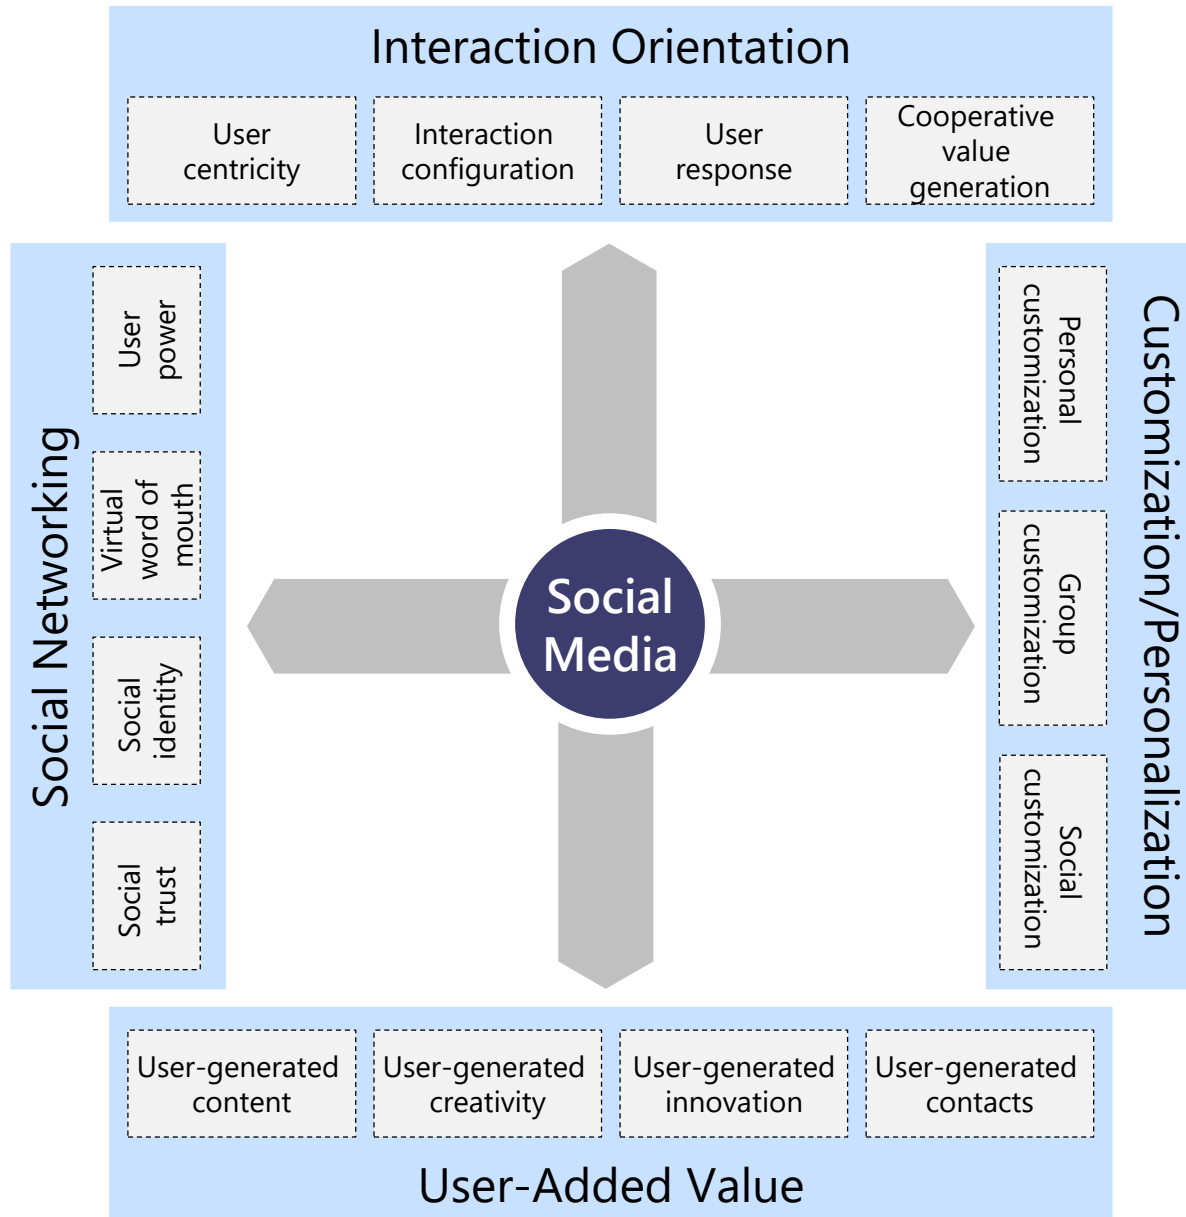 Interaction Orientation
User
centricity
Interaction
configuration
User
response
Cooperative
value
generation
Social Networking
User
power
Virtual
word of
mouth
Social
identity
Social
trust
Social
Media
Customization/Personalization
Personal
customization
Group
customization
Social
customization
User-generated
content
User-generated
creativity
User-generated
innovation
User-generated
contacts
User-Added Value